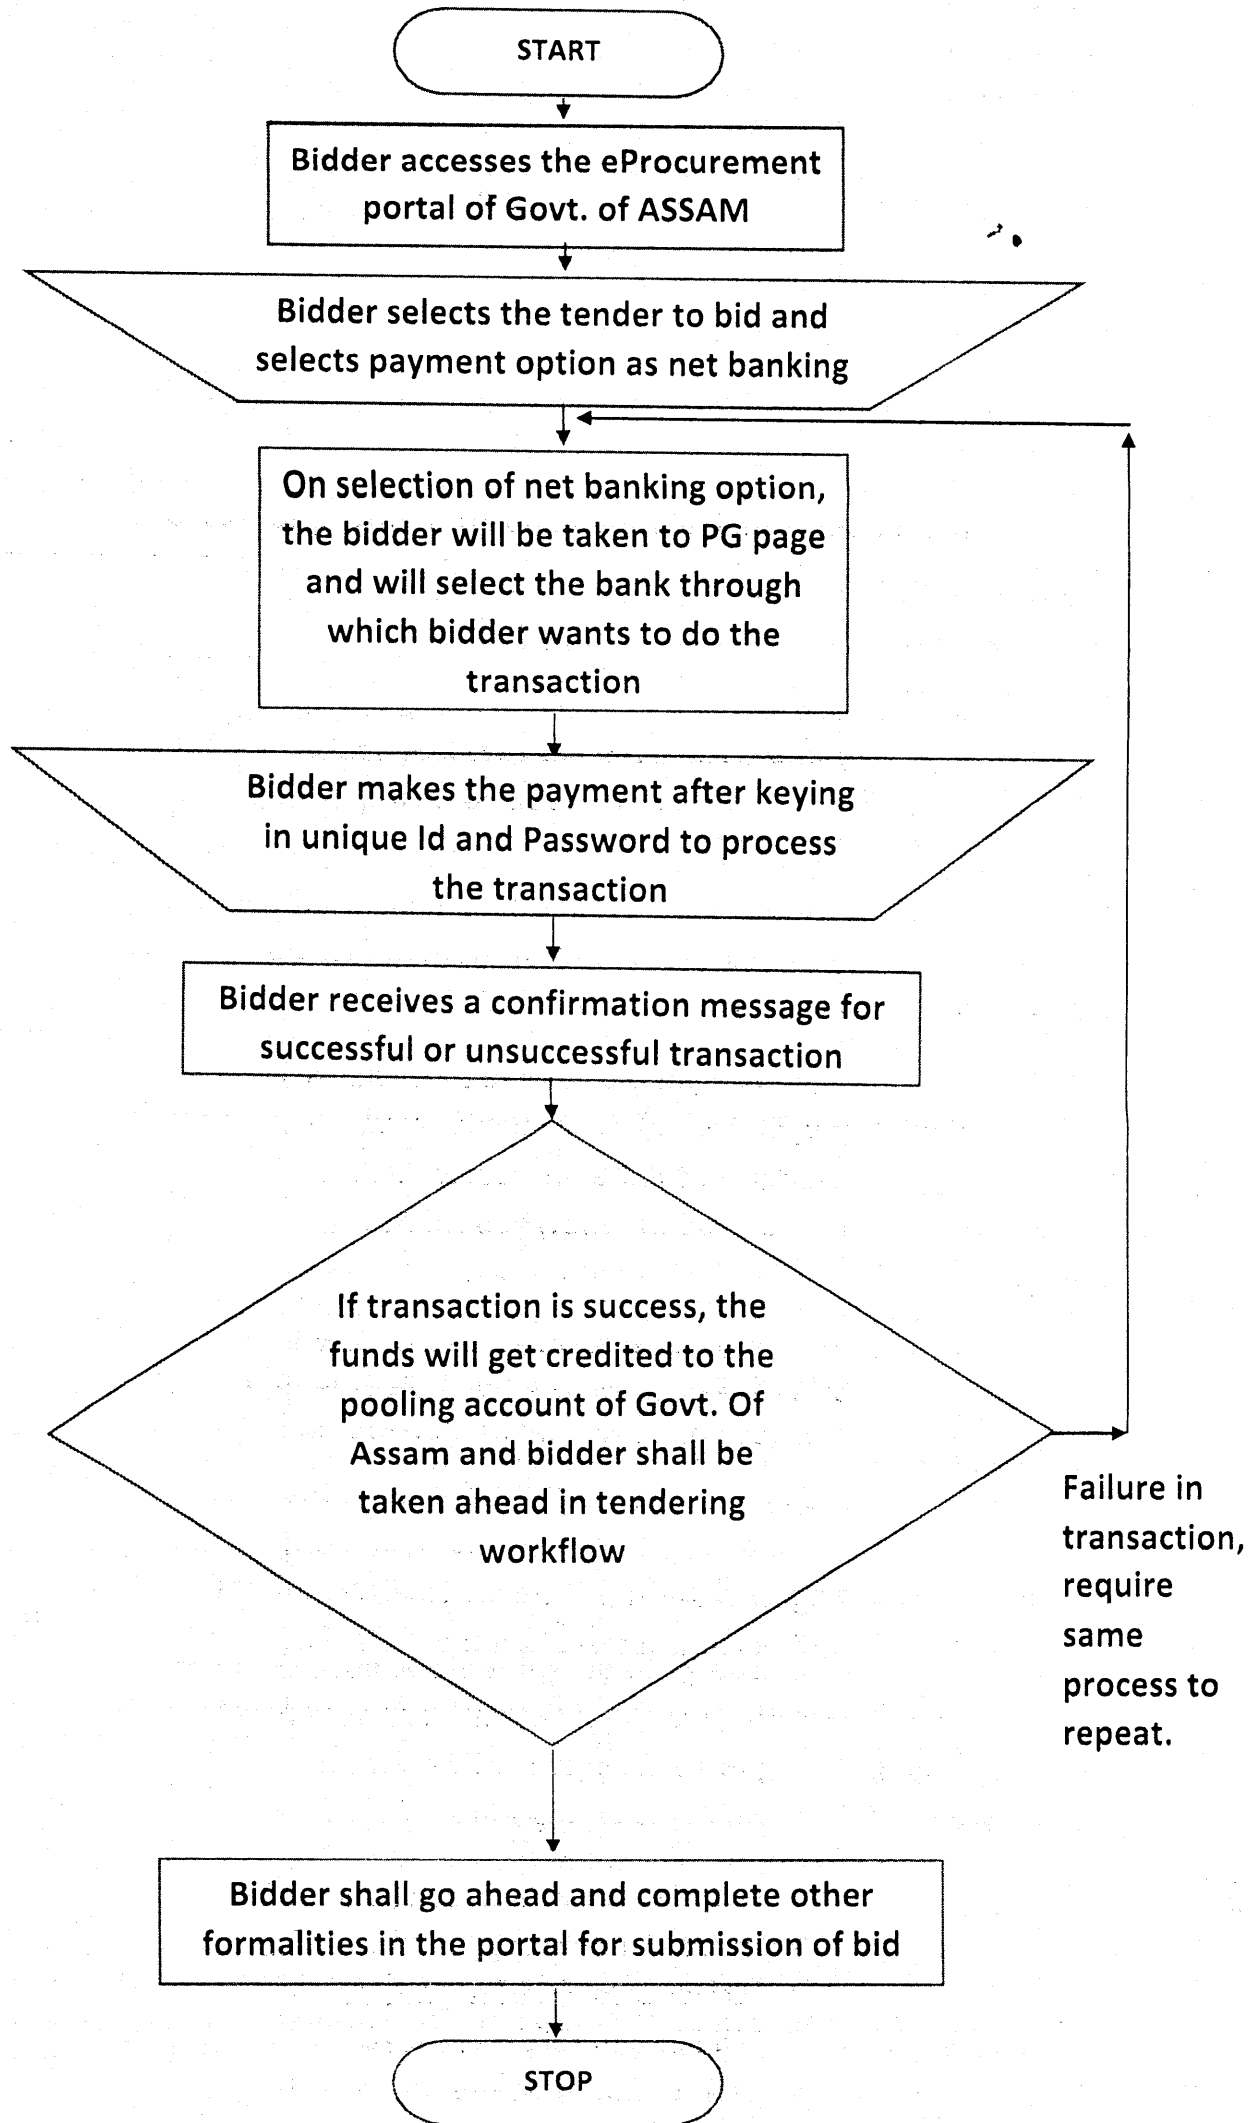 START
Bidder accesses the eProcurement
portal of Govt. of ASSAM
Bidder selects the tender to bid and
selects payment option as net banking
On selection of net banking option,
the bidder will be taken to PG page
and will select the bank through
which bidder wants to do the
transaction
Bidder makes the payment after keying
in unique Id and Password to process
the transaction
Bidder receives a confirmation message for
successful or unsuccessful transaction
If transaction is success, the
funds will get credited to the
pooling account of Govt. Of
Assam and bidder shall be
taken ahead in tendering
workflow
Failure in
transaction,
require
same
process to
repeat.
Bidder shall go ahead and complete other
formalities in the portal for submission of bid
STOP